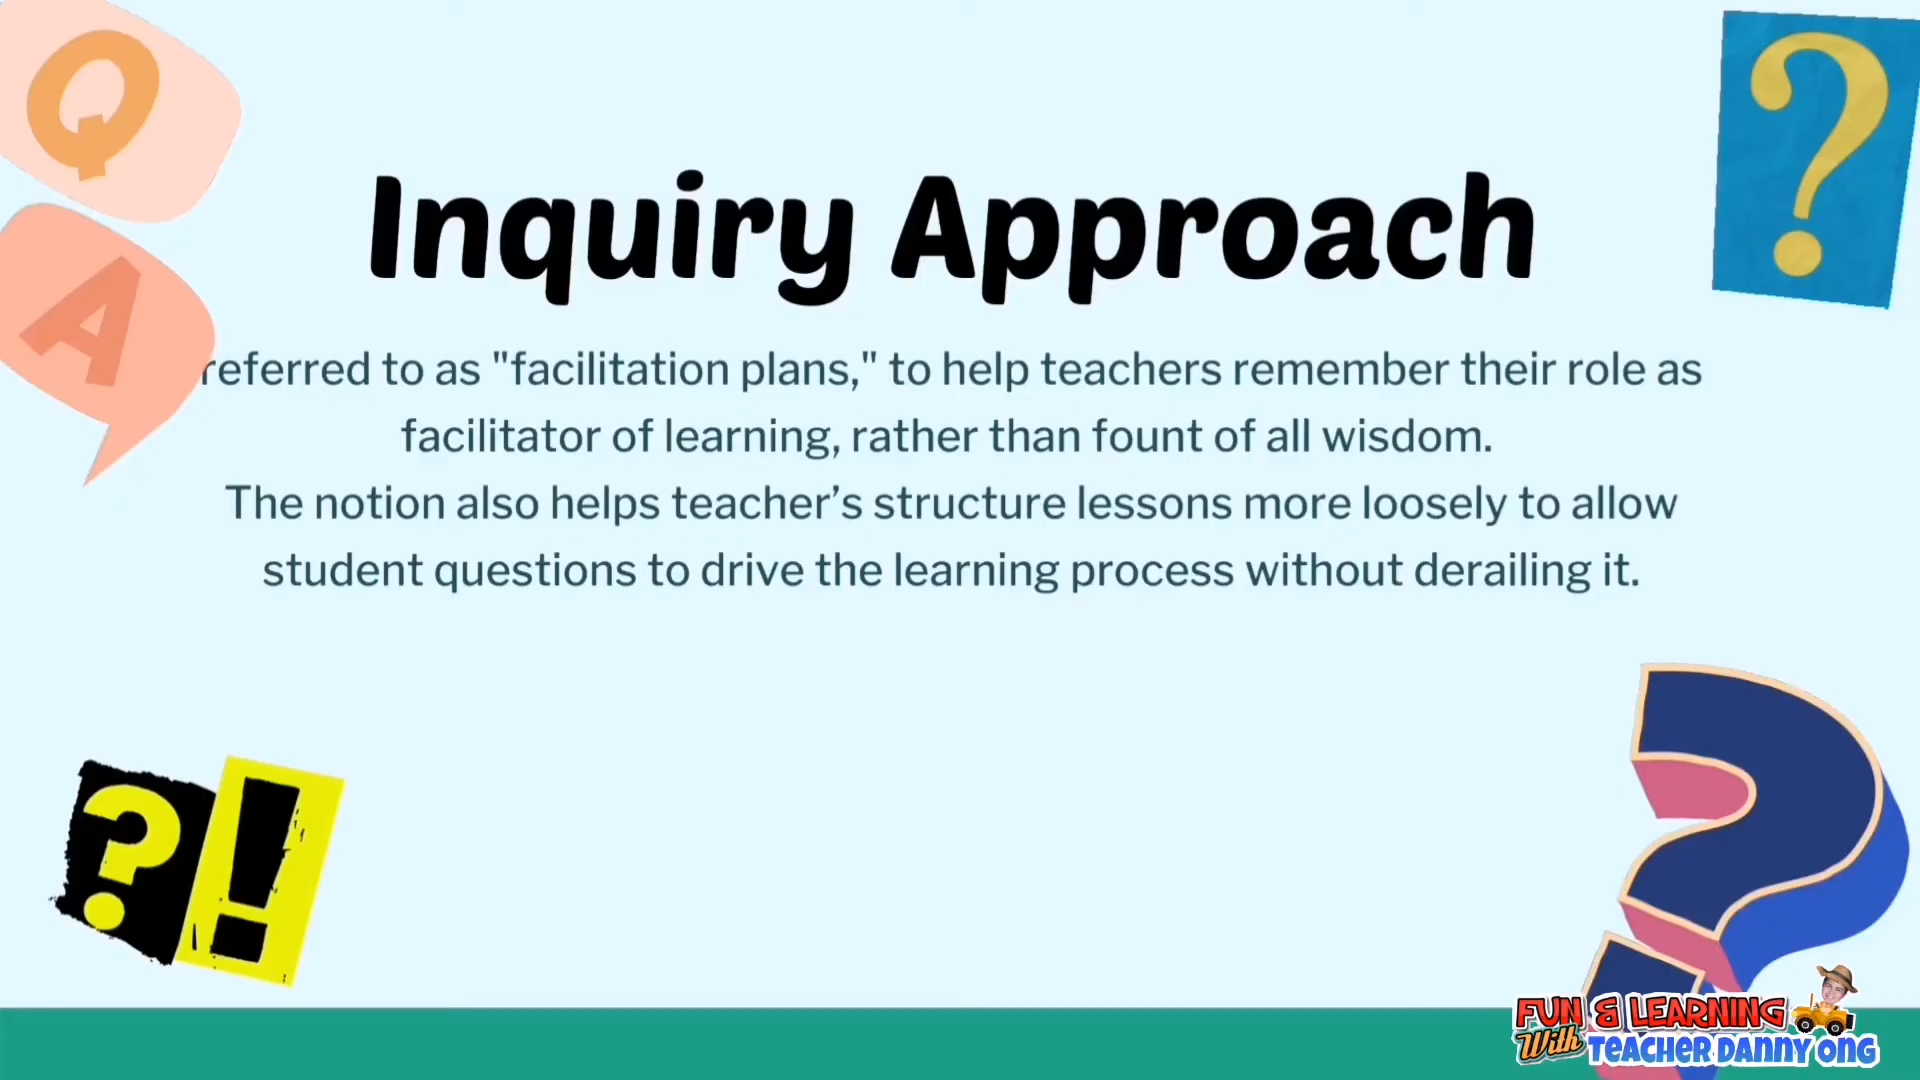 Q
A
?
Inquiry Approach
referred to as "facilitation plans," to help teachers remember their role as
facilitator of learning, rather than fount of all wisdom.
The notion also helps teacher’s structure lessons more loosely to allow
student questions to drive the learning process without derailing it.
?!
?
FUN & LEARNING
With TEACHER DANNY ONG